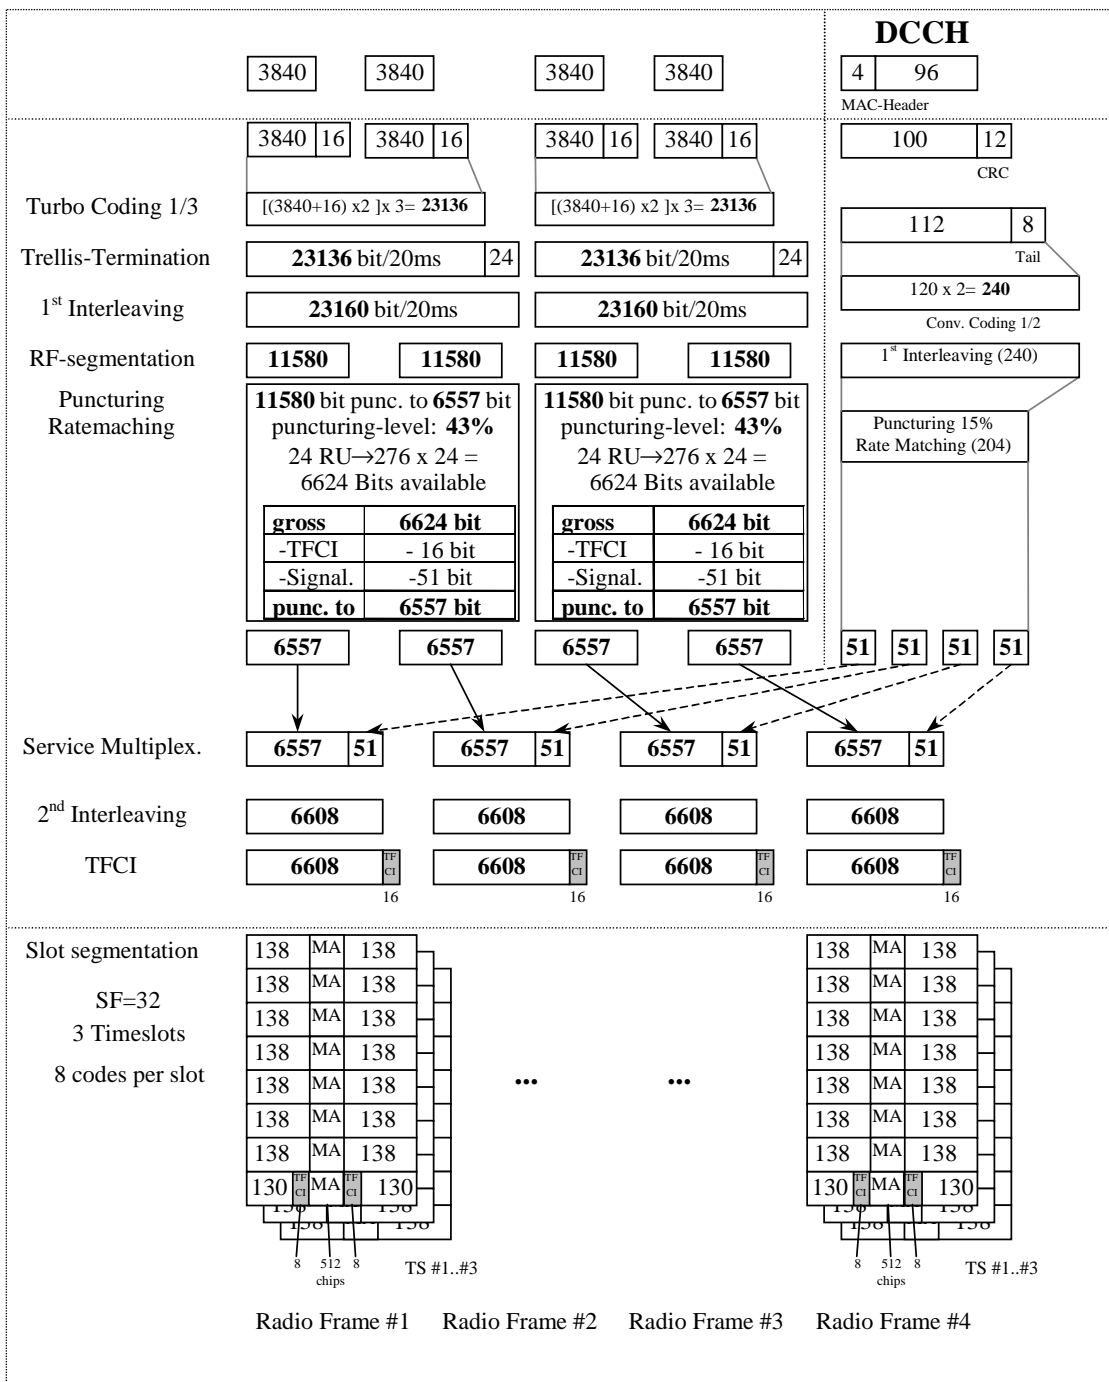 DCCH
3840 3840 3840 3840 4 96
MAC-Header
3840 16 3840 16 3840 16 3840 16 100 12
CRC
Turbo Coding 1/3 [(3840+16) x2 ]x 3= 23136 [(3840+16) x2 ]x 3= 23136
112 8
Tail
Trellis-Termination 23136 bit/20ms 24 23136 bit/20ms 24
120 x 2= 240
Conv. Coding 1/2
1st Interleaving 23160 bit/20ms 23160 bit/20ms
RF-segmentation 11580 11580 11580 11580 1st Interleaving (240)
Puncturing
Ratemaching
11580 bit punc. to 6557 bit
puncturing-level: 43%
24 RU→276 x 24 =
6624 Bits available
gross 6624 bit
-TFCI - 16 bit
-Signal. -51 bit
punc. to 6557 bit
11580 bit punc. to 6557 bit
puncturing-level: 43%
24 RU→276 x 24 =
6624 Bits available
gross 6624 bit
-TFCI - 16 bit
-Signal. -51 bit
punc. to 6557 bit
Puncturing 15%
Rate Matching (204)
6557 6557 6557 6557 51 51 51 51
Service Multiplex. 6557 51 6557 51 6557 51 6557 51
2nd Interleaving 6608 6608 6608 6608
TFCI 6608 TF CI 6608 TF CI 6608 TF CI 6608 TF CI
16 16 16 16
Slot segmentation
SF=32
3 Timeslots
8 codes per slot
138 MA 138
138 MA 138
138 MA 138
138 MA 138
138 MA 138
138 MA 138
138 MA 138
130 TF CI MA TF CI 130
138 138
138 138
8 512 8
chips
TS #1..#3
... ...
138 MA 138
138 MA 138
138 MA 138
138 MA 138
138 MA 138
138 MA 138
138 MA 138
130 TF CI MA TF CI 130
138 138
138 138
8 512 8
chips
TS #1..#3
Radio Frame #1 Radio Frame #2 Radio Frame #3 Radio Frame #4